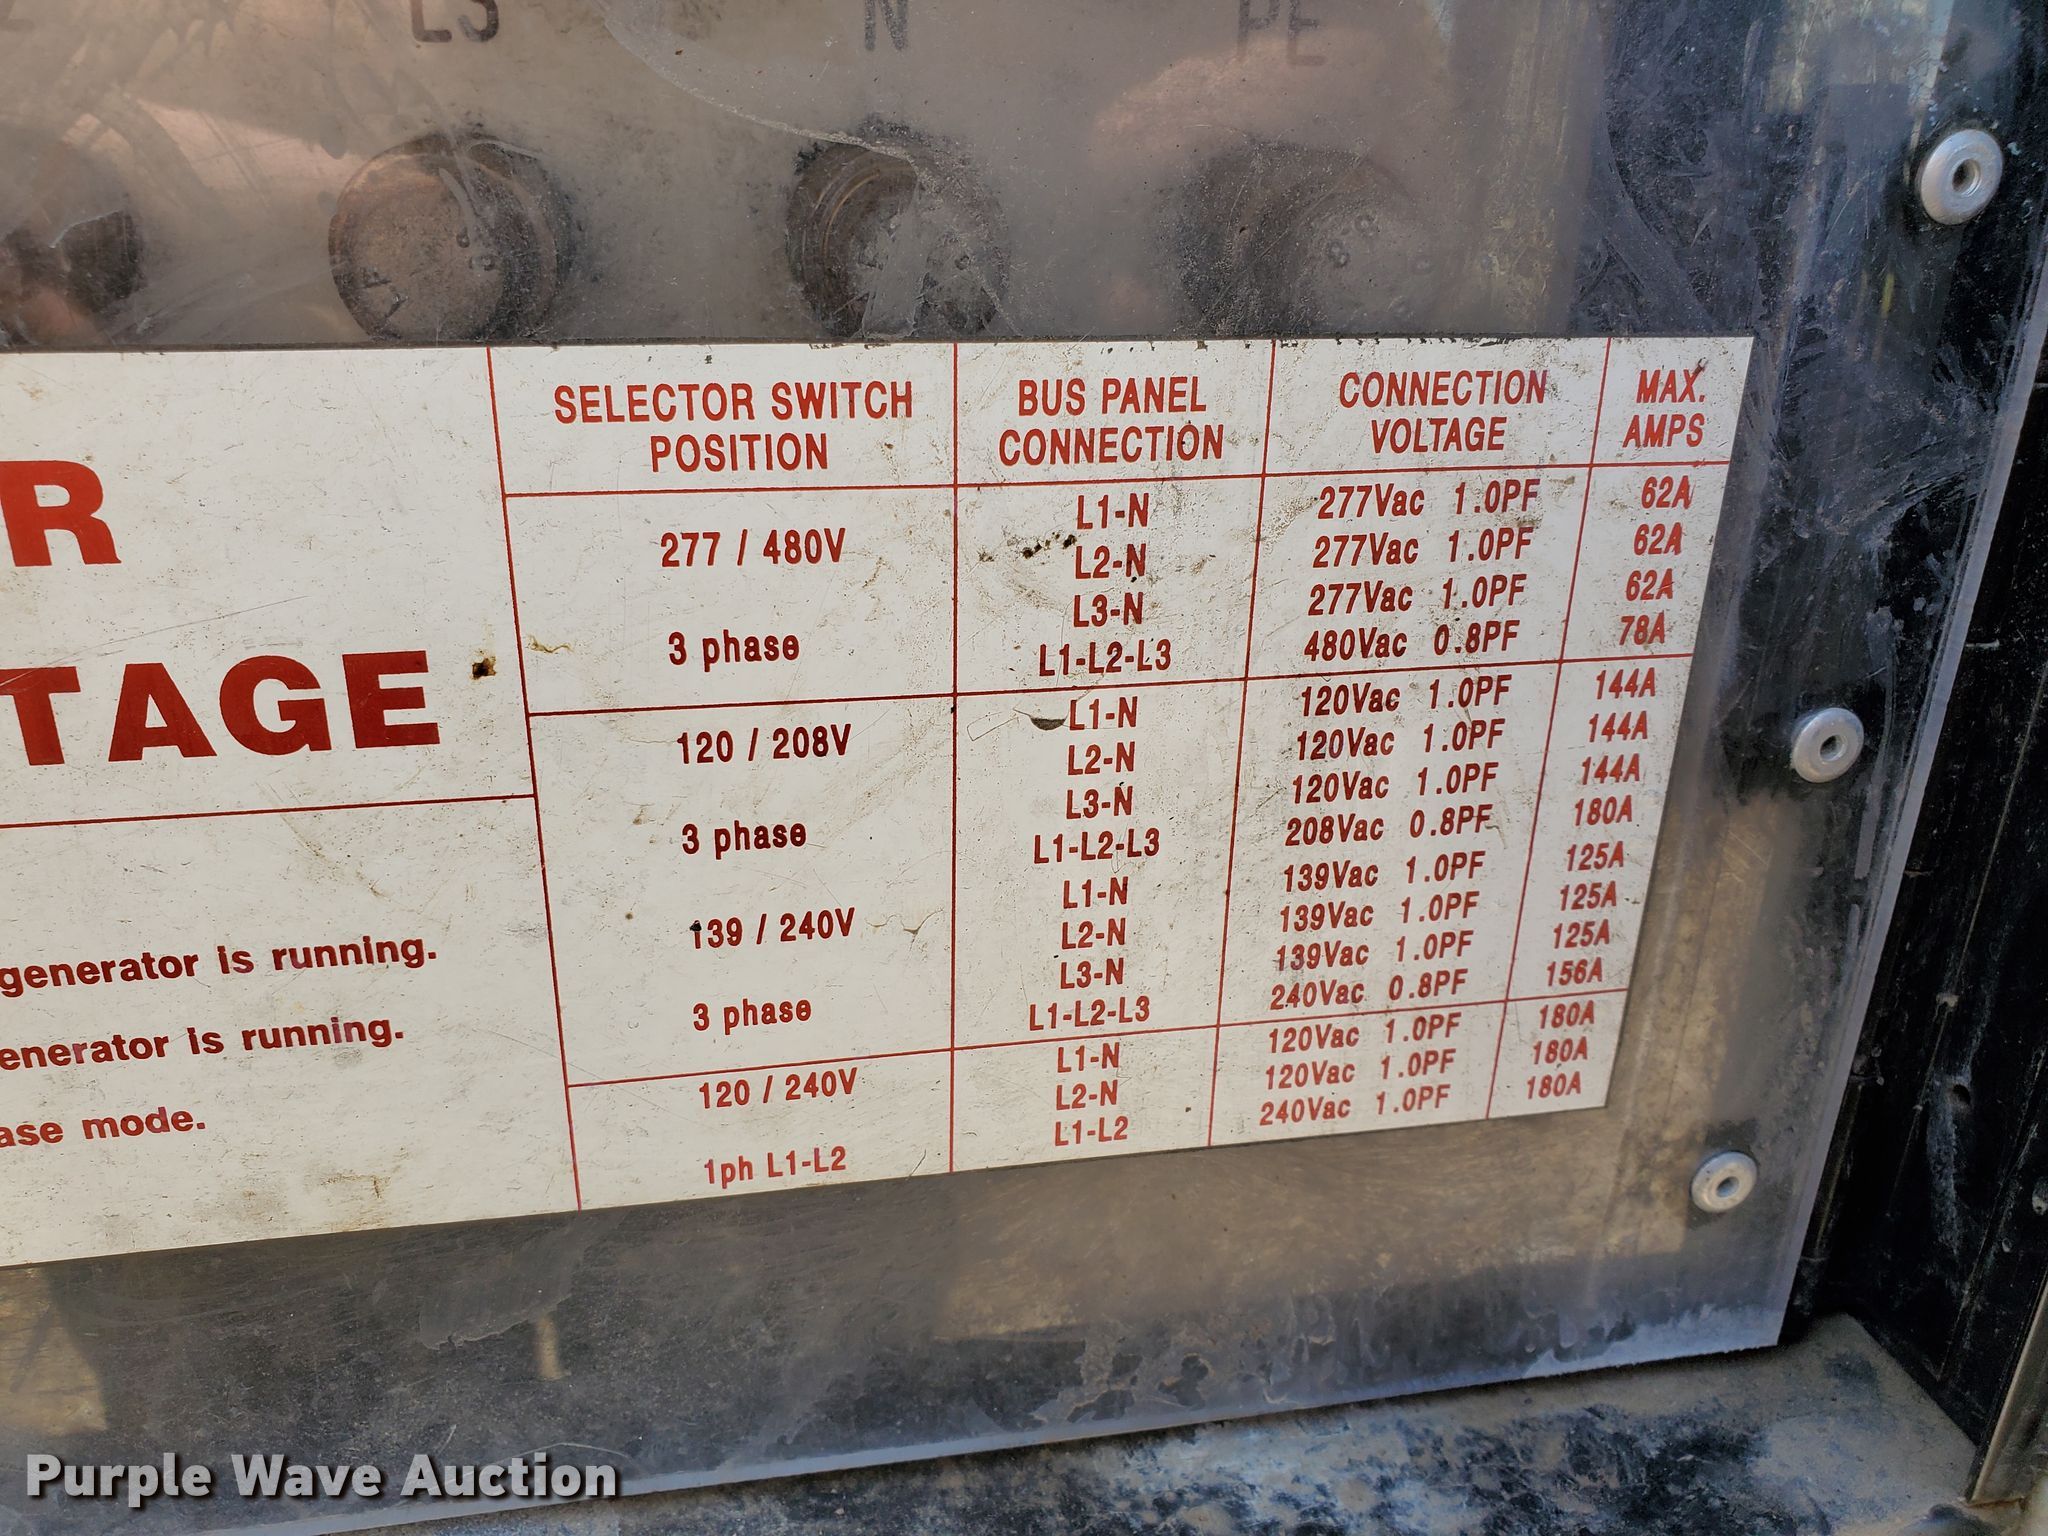 L3 N PE
R
TAGE
generator is running.
enerator is running.
ase mode.
SELECTOR SWITCH POSITION
BUS PANEL CONNECTION
CONNECTION VOLTAGE
MAX. AMPS
277 / 480V
3 phase
L1-N 277Vac 1.0PF 62A
L2-N 277Vac 1.0PF 62A
L3-N 277Vac 1.0PF 62A
L1-L2-L3 480Vac 0.8PF 78A
120 / 208V
3 phase
L1-N 120Vac 1.0PF 144A
L2-N 120Vac 1.0PF 144A
L3-N 120Vac 1.0PF 144A
L1-L2-L3 208Vac 0.8PF 180A
139 / 240V
3 phase
L1-N 139Vac 1.0PF 125A
L2-N 139Vac 1.0PF 125A
L3-N 139Vac 1.0PF 125A
L1-L2-L3 240Vac 0.8PF 156A
120 / 240V
1ph L1-L2
L1-N 120Vac 1.0PF 180A
L2-N 120Vac 1.0PF 180A
L1-L2 240Vac 1.0PF 180A
Purple Wave Auction